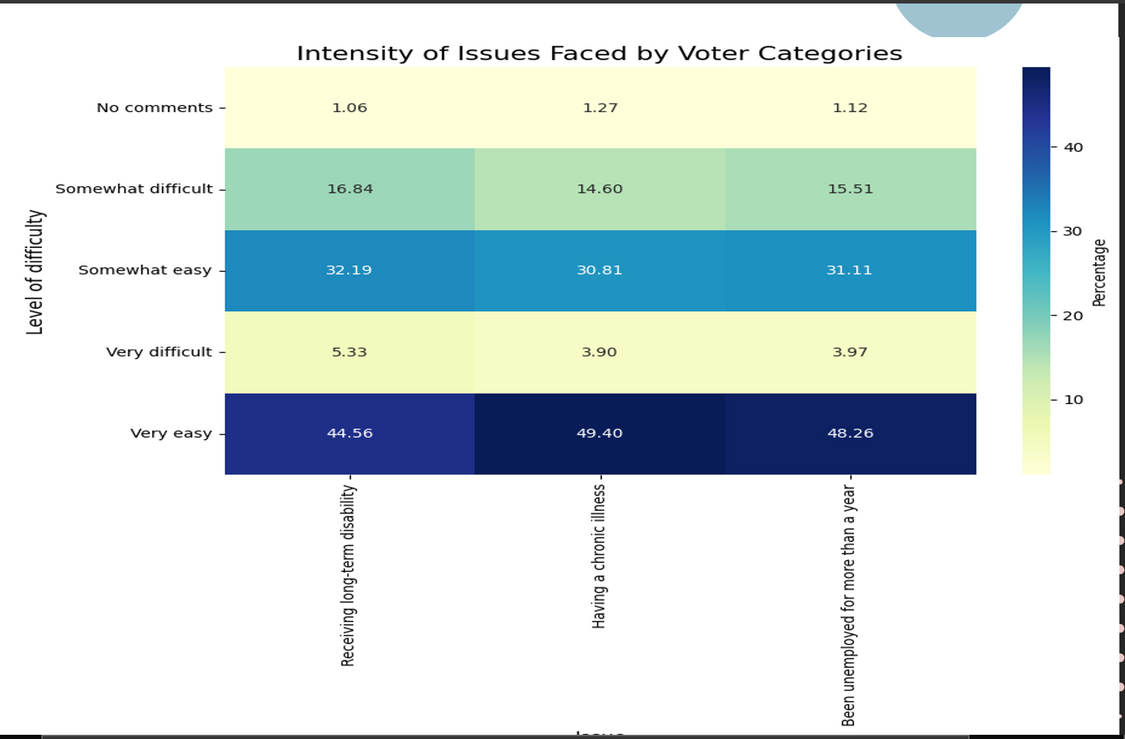 Intensity of Issues Faced by Voter Categories
No comments
1.06
1.27
1.12
Somewhat difficult
16.84
14.60
15.51
Somewhat easy
32.19
30.81
31.11
Very difficult
5.33
3.90
3.97
Very easy
44.56
49.40
48.26
Level of difficulty
40
30
20
10
Percentage
Receiving long-term disability
Having a chronic illness
Been unemployed for more than a year